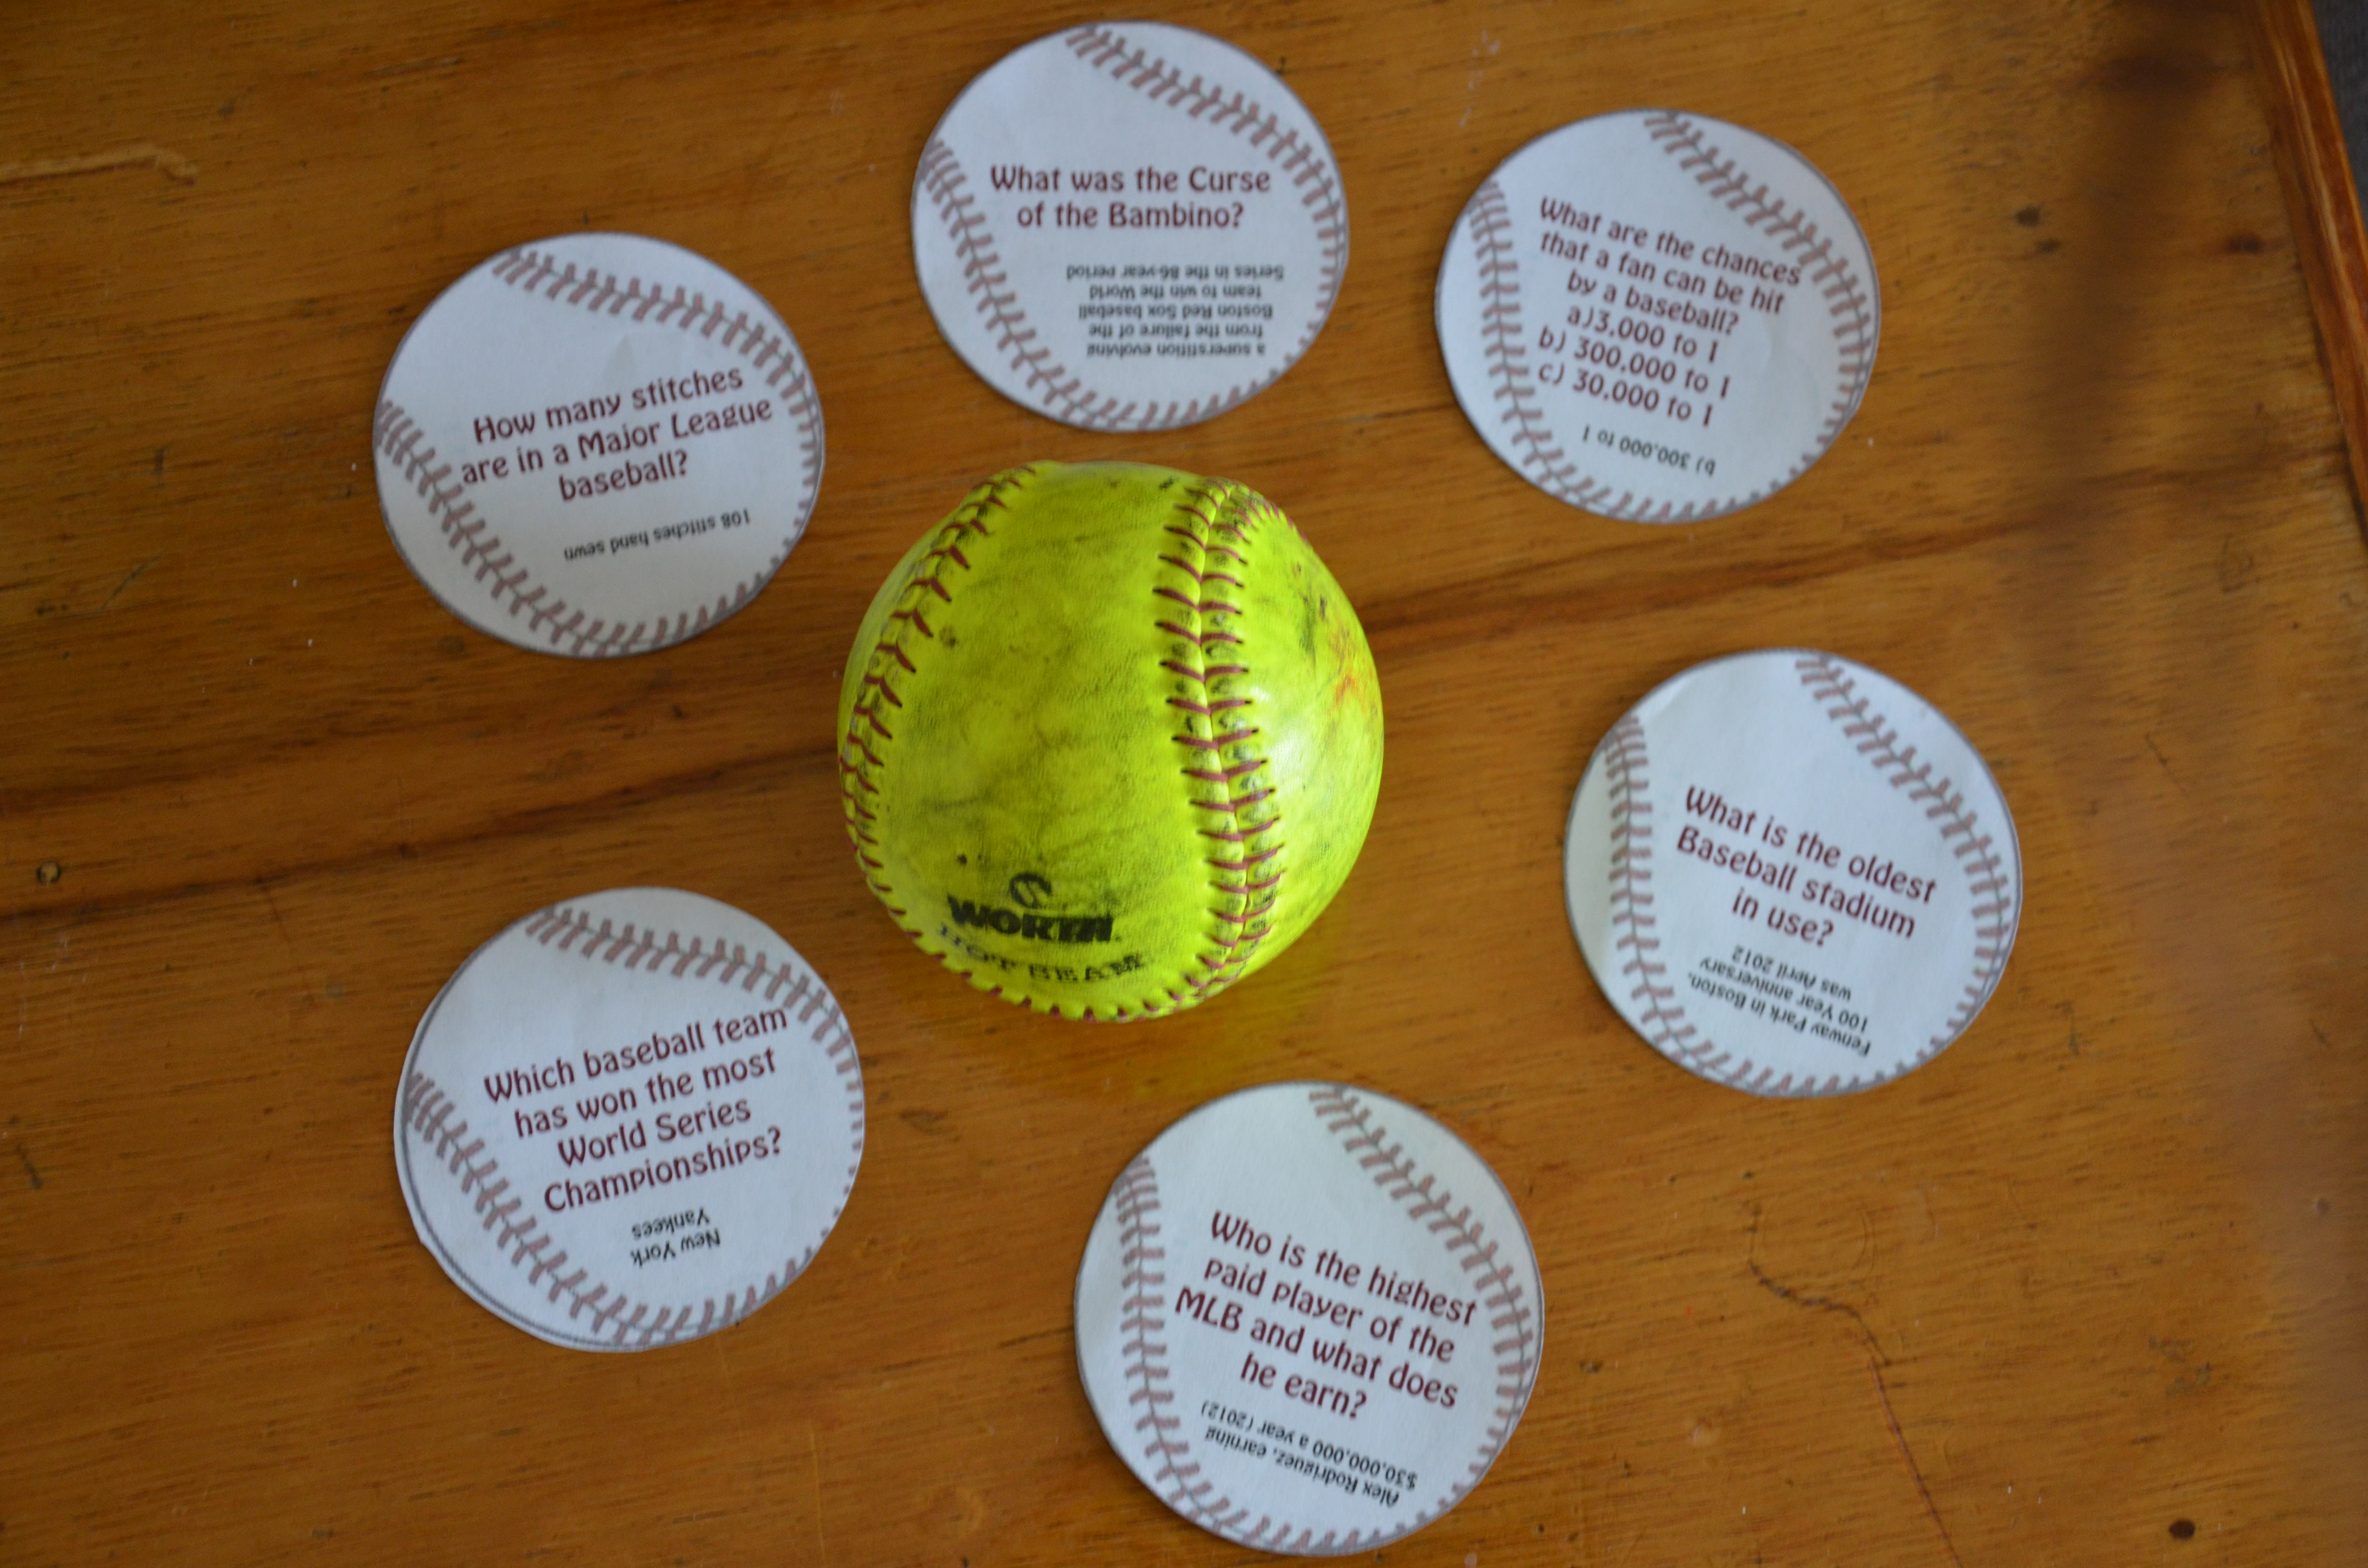 What was the Curse
of the Bambino?
a superstition evolving
from the failure of the
Boston Red Sox baseball
team to win the World
Series in the 86-year period
What are the chances
that a fan can be hit
by a baseball?
a)3,000 to 1
b) 300,000 to 1
c) 30,000 to 1
b) 300,000 to 1
How many stitches
are in a Major League
baseball?
108 stitches hand sewn
WORTH
HOT BEAM
What is the oldest
Baseball stadium
in use?
Fenway Park in Boston.
100 Year anniversary
was April 2012
Which baseball team
has won the most
World Series
Championships?
New York
Yankees
Who is the highest
paid player of the
MLB and what does
he earn?
Alex Rodriguez, earning
$30,000,000 a year (2012)